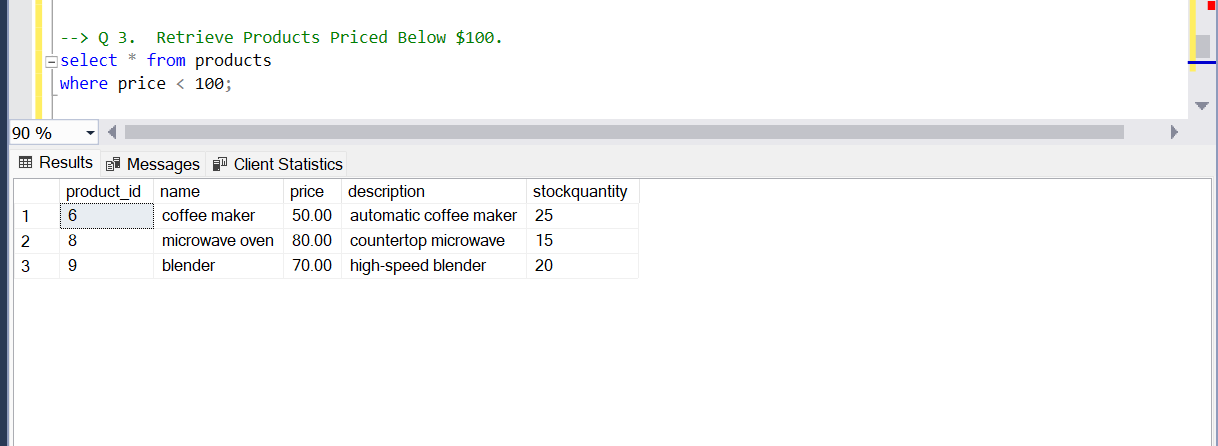 --> Q 3.  Retrieve Products Priced Below $100.
select * from products
where price < 100;
90 %
Results Messages Client Statistics
product_id name price description stockquantity
1 6 coffee maker 50.00 automatic coffee maker 25
2 8 microwave oven 80.00 countertop microwave 15
3 9 blender 70.00 high-speed blender 20